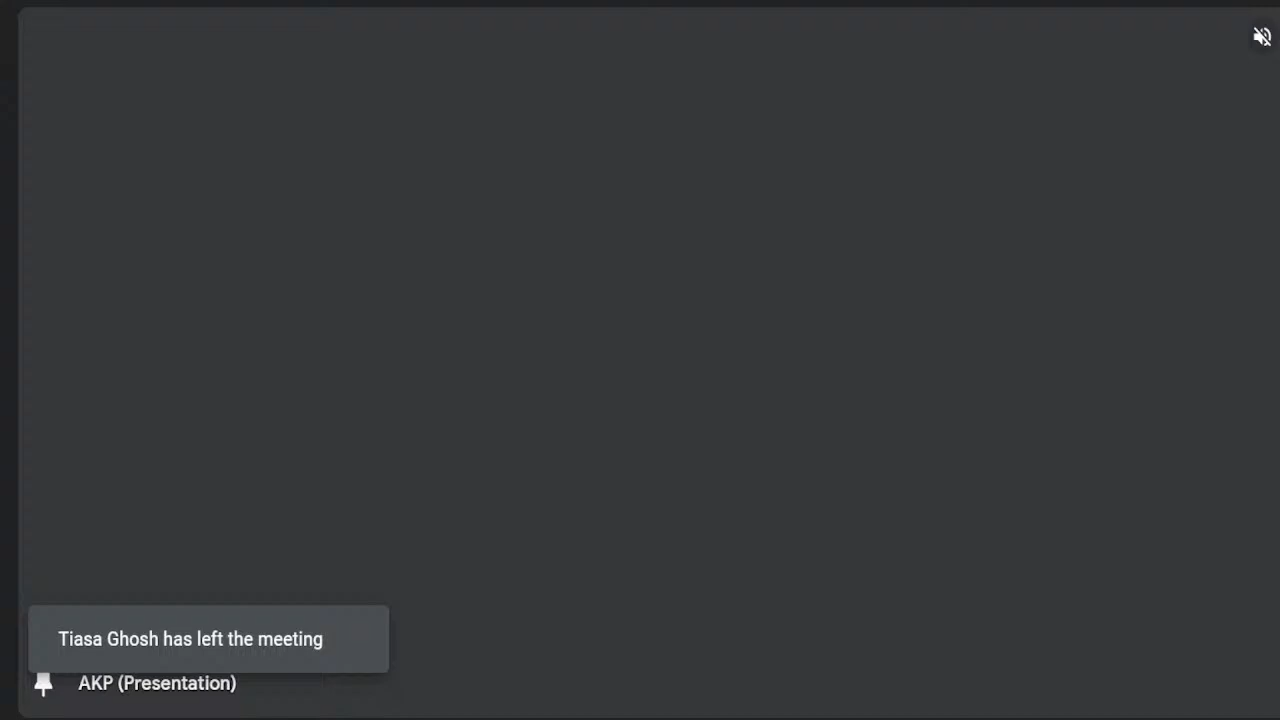 Tiasa Ghosh has left the meeting
AKP (Presentation)